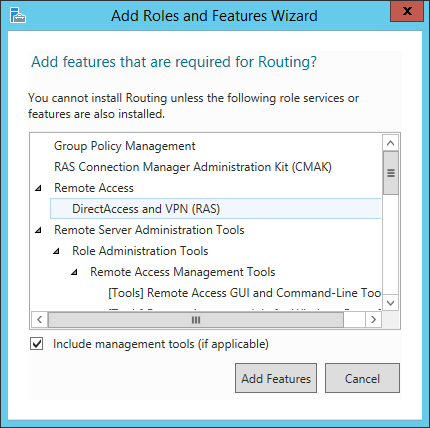 Add Roles and Features Wizard
x
Add features that are required for Routing?
You cannot install Routing unless the following role services or
features are also installed.
Group Policy Management
RAS Connection Manager Administration Kit (CMAK)
Remote Access
DirectAccess and VPN (RAS)
Remote Server Administration Tools
Role Administration Tools
Remote Access Management Tools
[Tools] Remote Access GUI and Command-Line Too
Include management tools (if applicable)
Add Features
Cancel